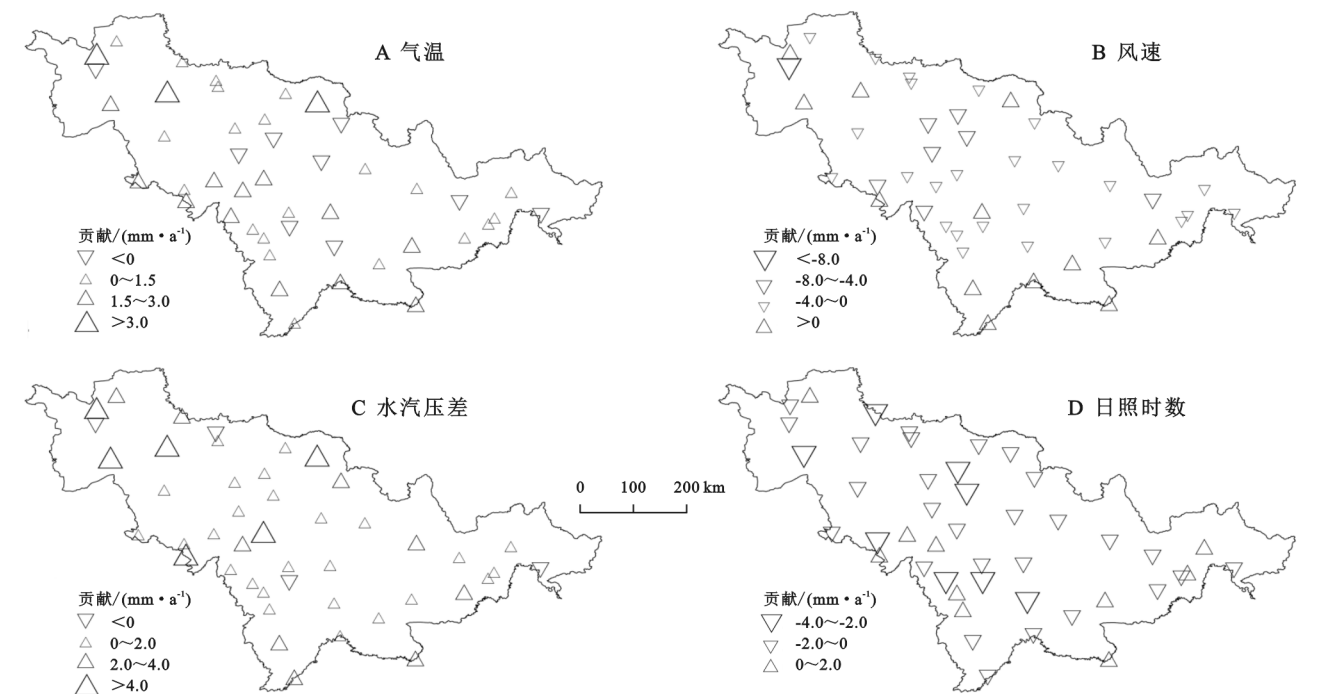 A 气温
贡献/(mm·a⁻¹)
<0
0～1.5
1.5～3.0
>3.0
B 风速
贡献/(mm·a⁻¹)
<-8.0
-8.0～-4.0
-4.0～0
>0
C 水汽压差
贡献/(mm·a⁻¹)
<0
0～2.0
2.0～4.0
>4.0
0 100 200 km
D 日照时数
贡献/(mm·a⁻¹)
-4.0～-2.0
-2.0～0
0～2.0